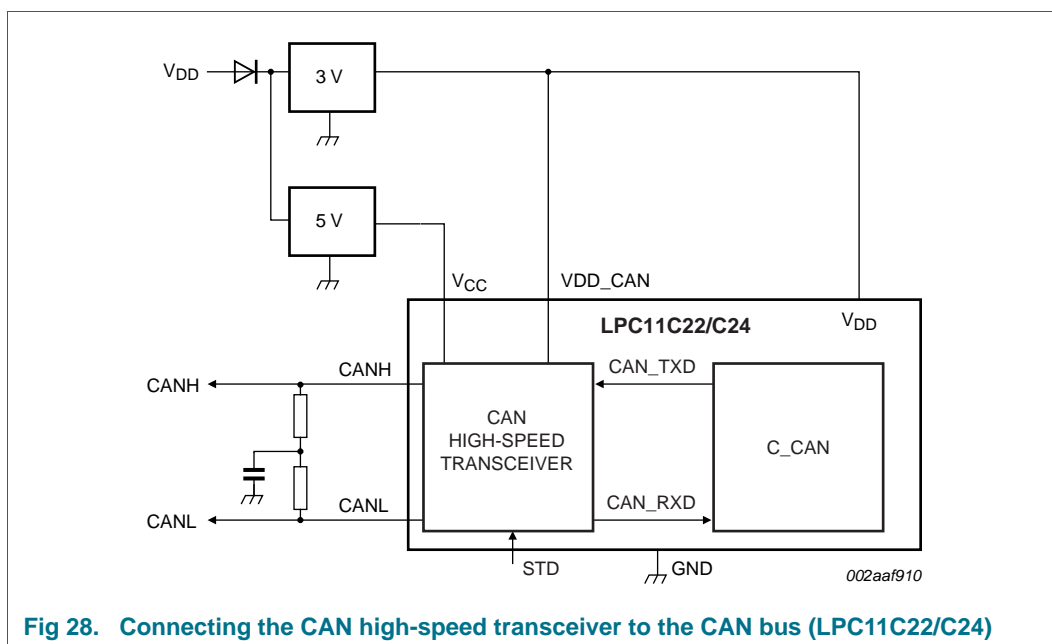 VDD
3 V
5 V
VCC
VDD_CAN
LPC11C22/C24
VDD
CANH
CANH
CAN_TXD
CAN
HIGH-SPEED
TRANSCEIVER
C_CAN
CANL
CANL
CAN_RXD
STD
GND
002aaf910
Fig 28. Connecting the CAN high-speed transceiver to the CAN bus (LPC11C22/C24)